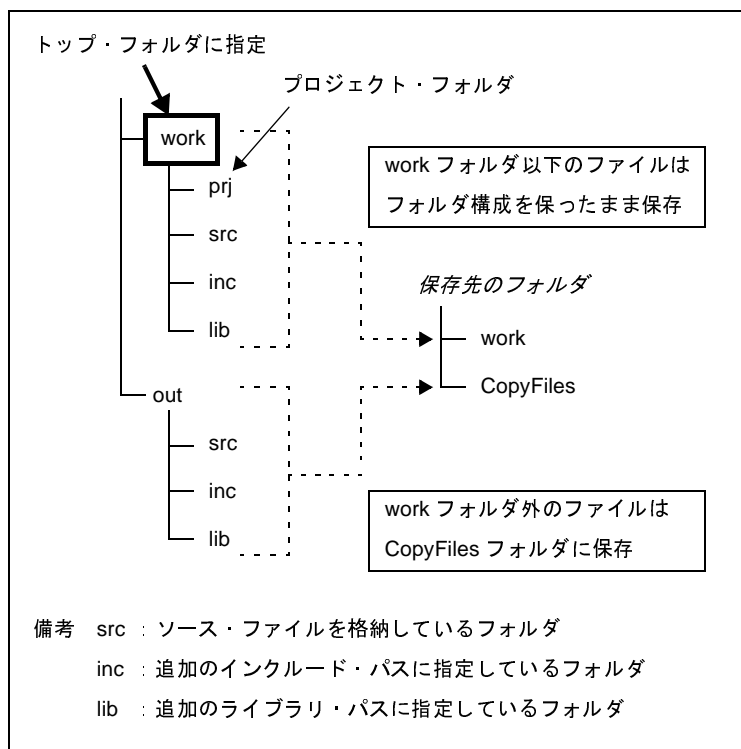 トップ・フォルダに指定
プロジェクト・フォルダ
work
work フォルダ以下のファイルは
フォルダ構成を保ったまま保存
prj
src
inc
lib
保存先のフォルダ
work
CopyFiles
out
src
inc
lib
work フォルダ外のファイルは
CopyFiles フォルダに保存
備考 src : ソース・ファイルを格納しているフォルダ
inc : 追加のインクルード・パスに指定しているフォルダ
lib : 追加のライブラリ・パスに指定しているフォルダ